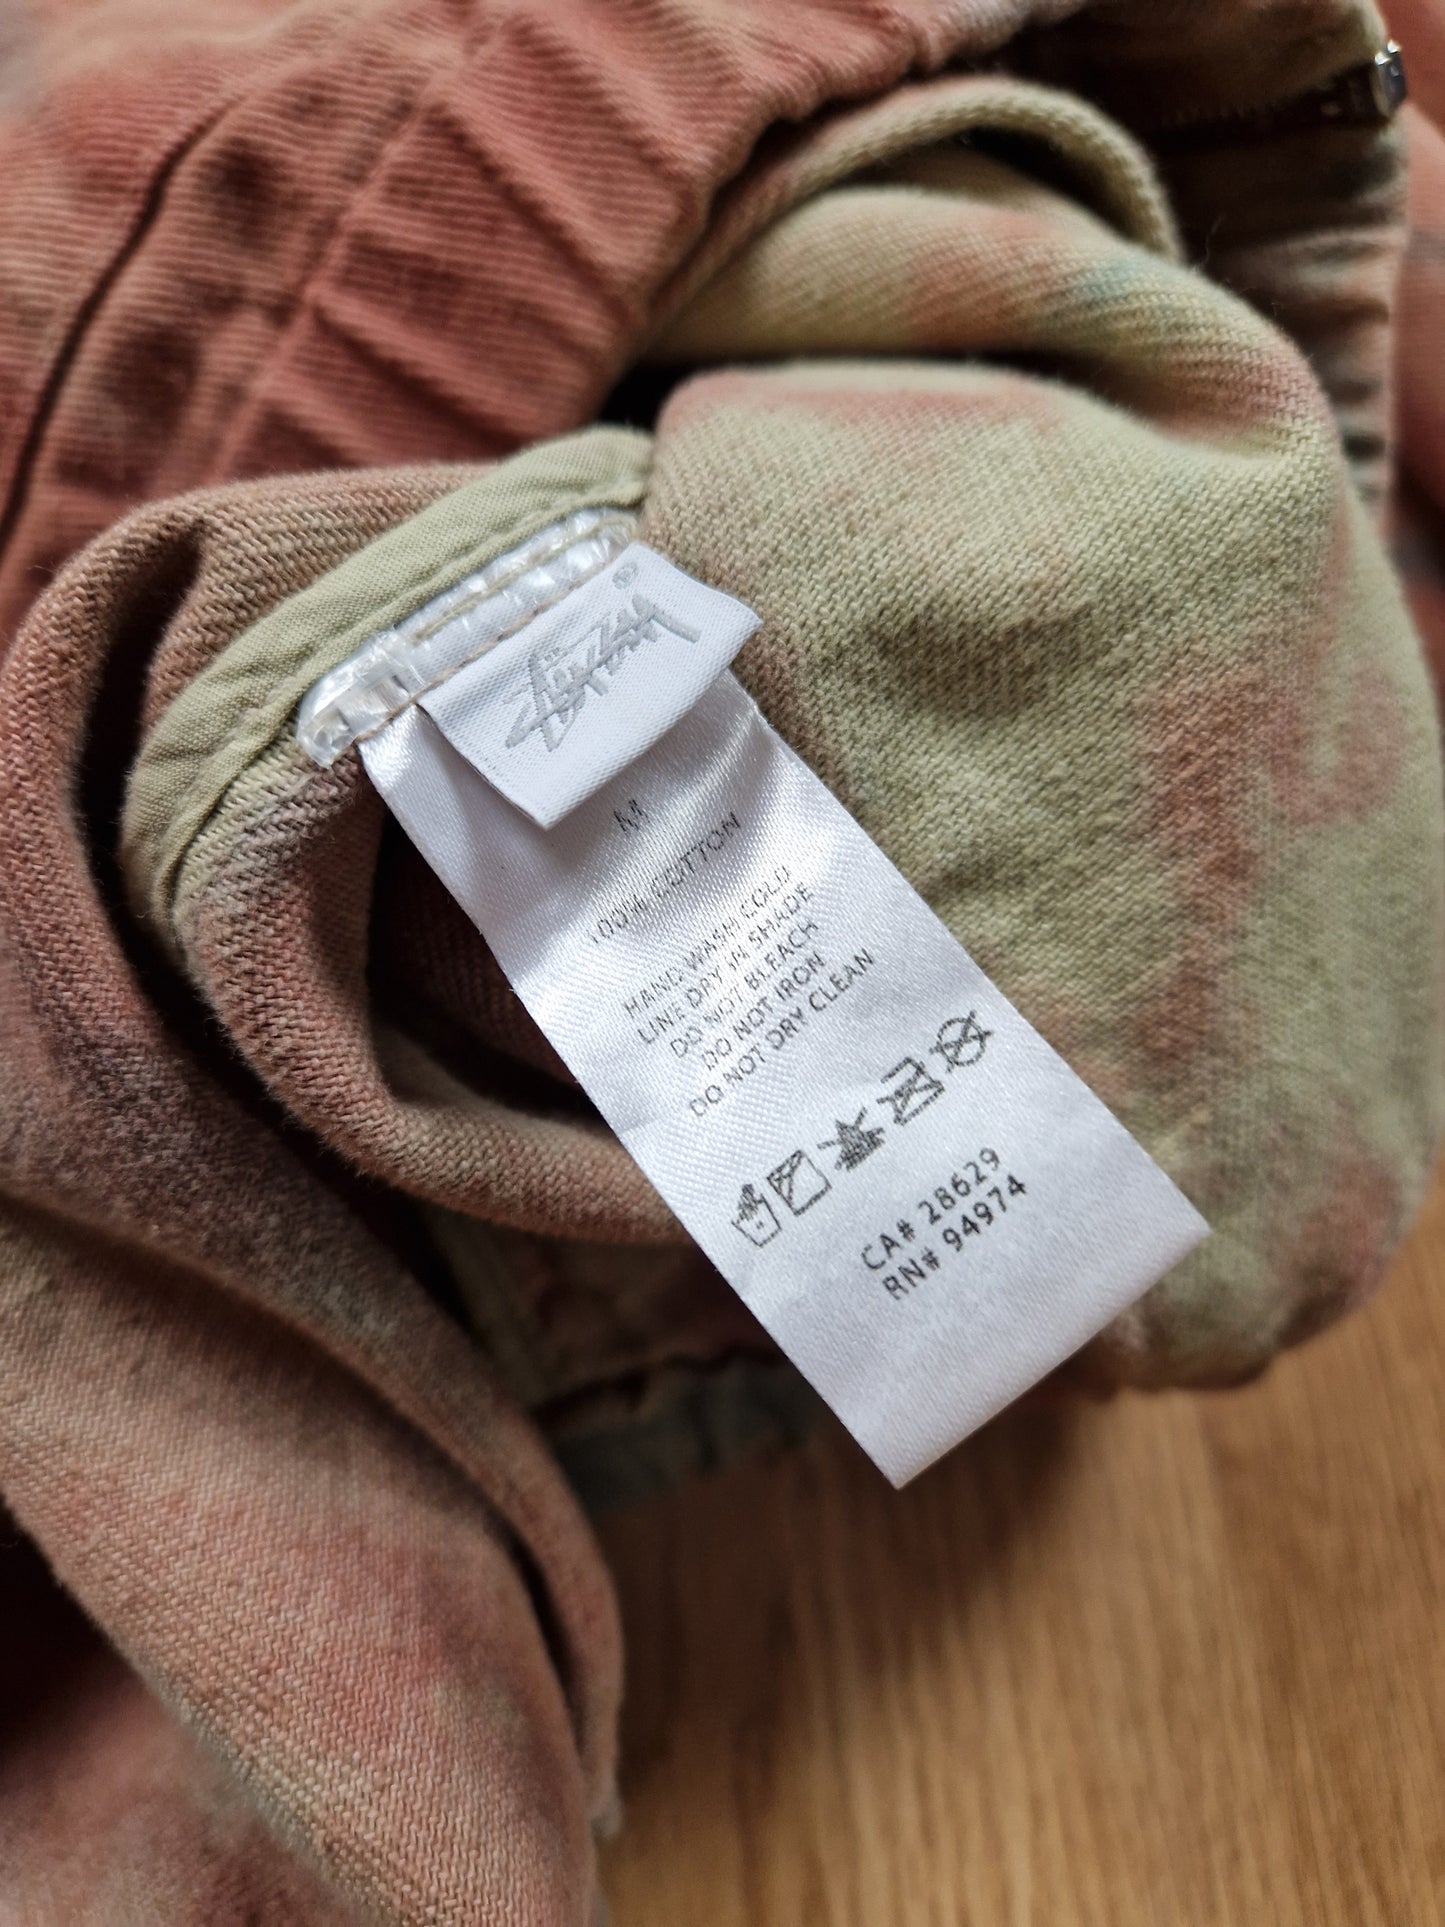 Stüssy®
M
100% COTTON
HAND WASH COLD
LINE DRY IN SHADE
DO NOT BLEACH
DO NOT IRON
DO NOT DRY CLEAN
CA# 28629
RN# 94974